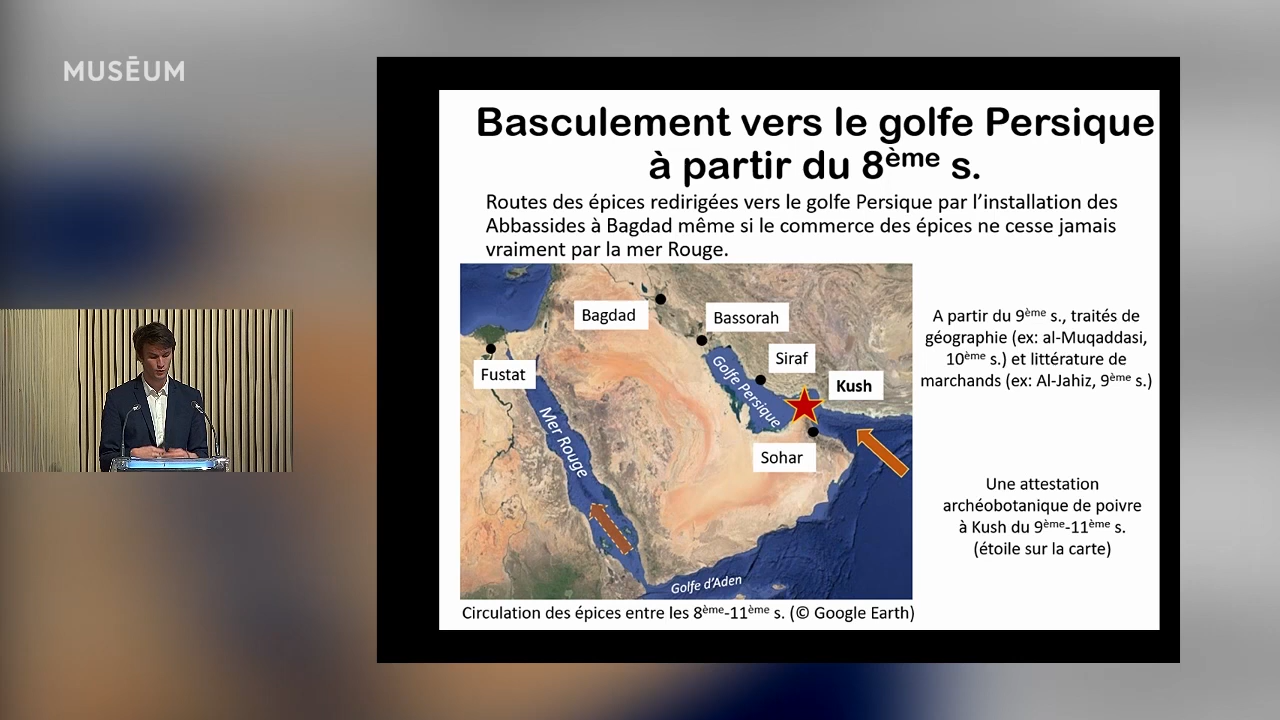 MUSĒUM
Basculement vers le golfe Persique
à partir du 8ème s.
Routes des épices redirigées vers le golfe Persique par l’installation des
Abbassides à Bagdad même si le commerce des épices ne cesse jamais
vraiment par la mer Rouge.
Bagdad
Bassorah
Siraf
Fustat
Kush
Golfe Persique
Mer Rouge
Sohar
Golfe d’Aden
Circulation des épices entre les 8ème-11ème s. (© Google Earth)
A partir du 9ème s., traités de
géographie (ex: al-Muqaddasi,
10ème s.) et littérature de
marchands (ex: Al-Jahiz, 9ème s.)
Une attestation
archéobotanique de poivre
à Kush du 9ème-11ème s.
(étoile sur la carte)